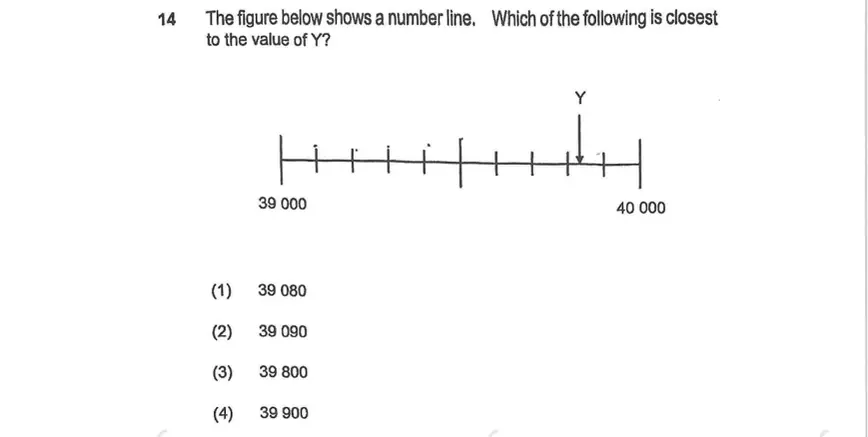 14 The figure below shows a number line. Which of the following is closest
to the value of Y?
Y
39 000
40 000
(1) 39 080
(2) 39 090
(3) 39 800
(4) 39 900